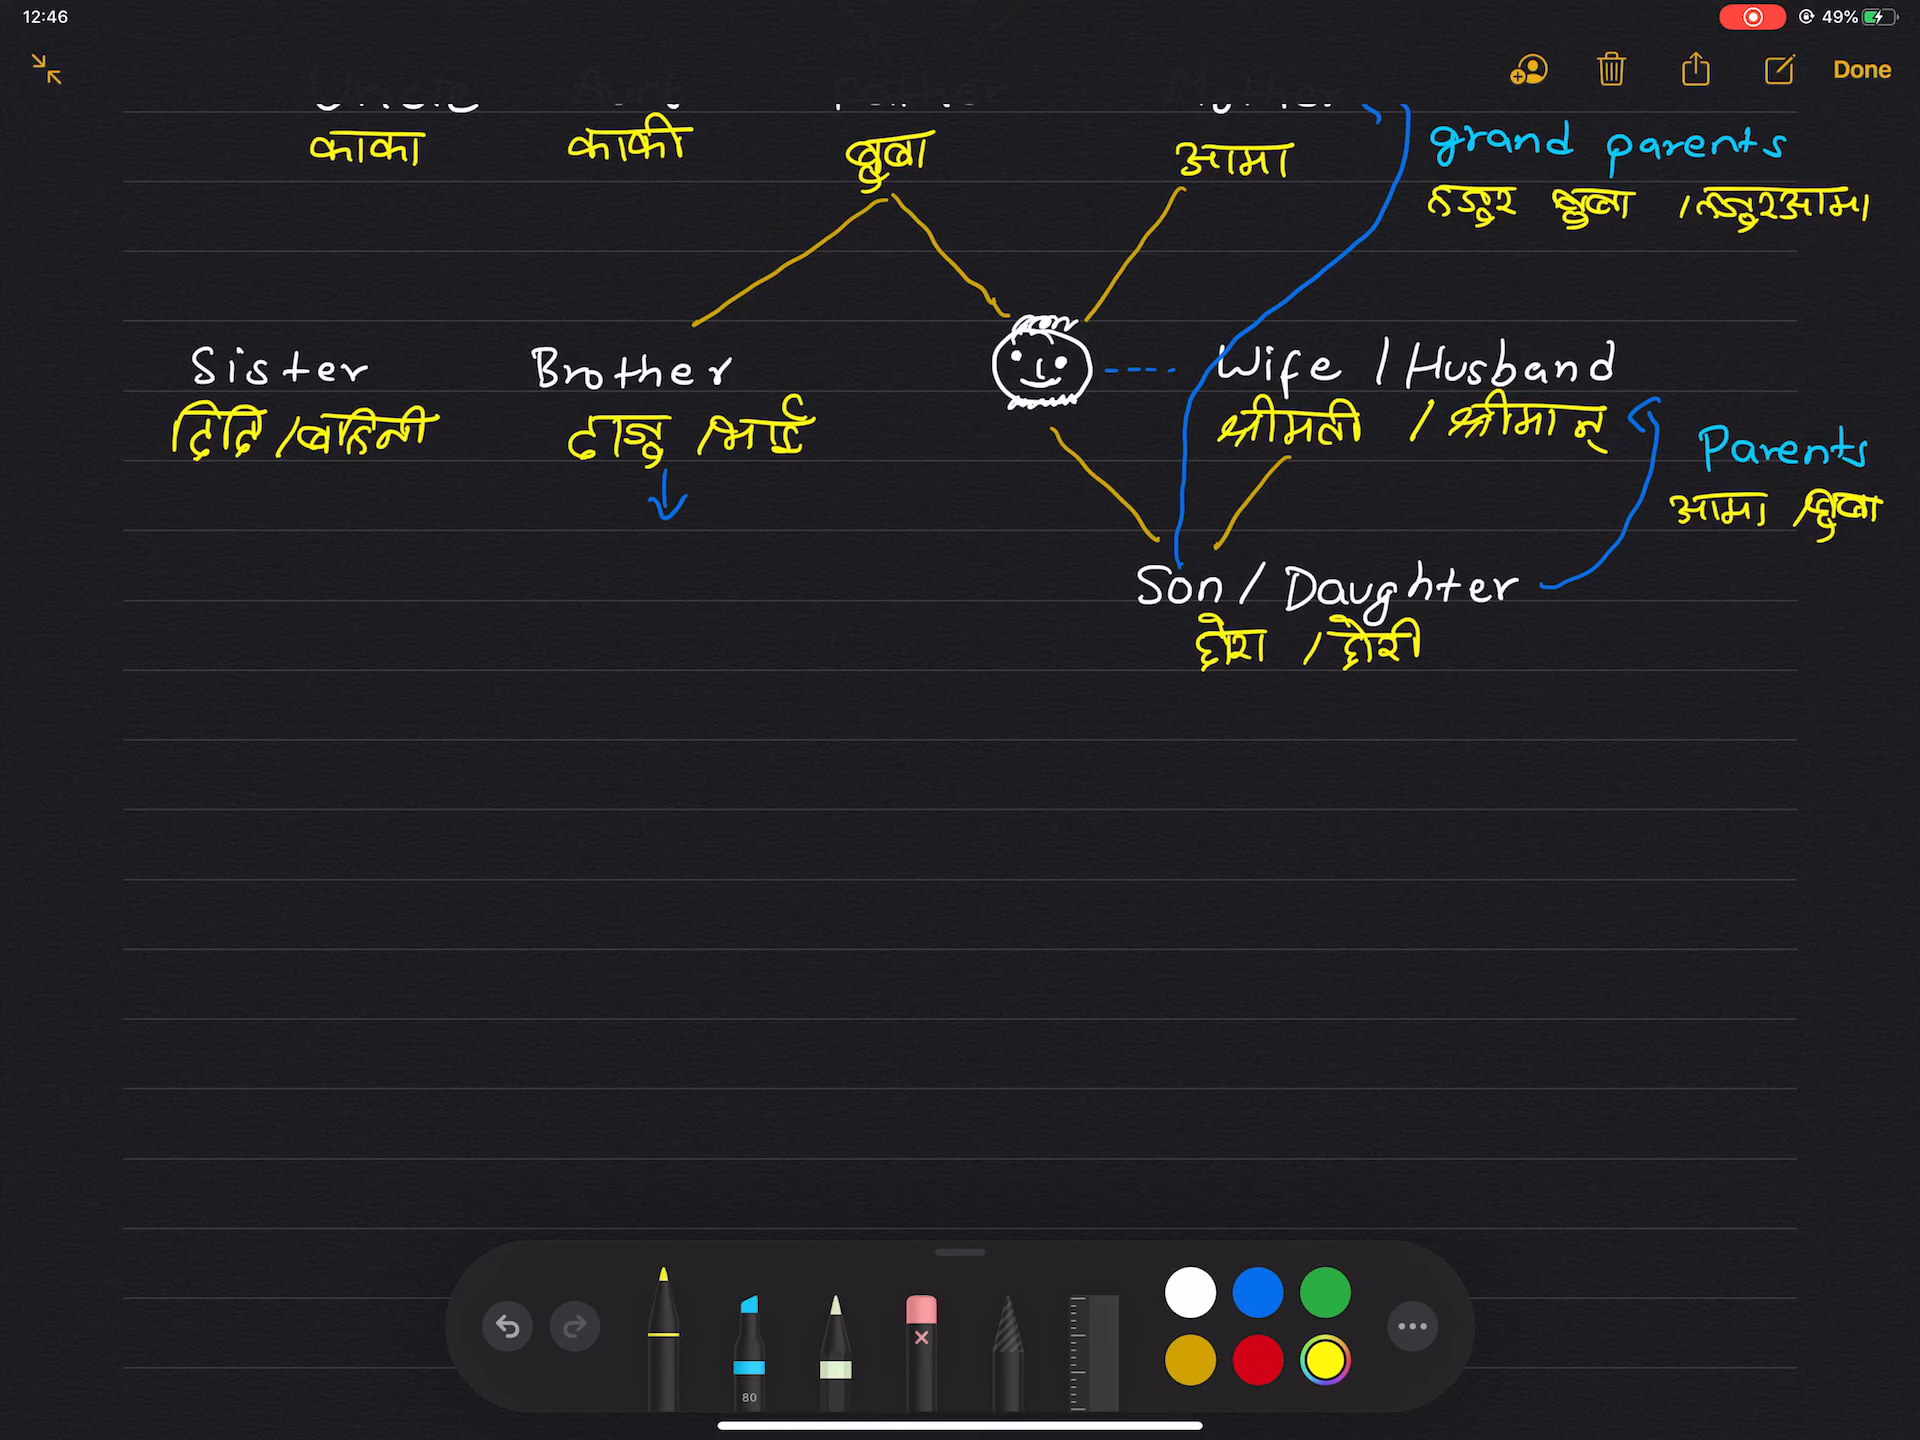 12:46
49%
Done
काका काकी बुबा आमा
grand parents
हजुर बुबा / हजुरआमा
Sister Brother Wife / Husband
दिदि / बहिनी दाजु / भाई श्रीमती / श्रीमान्
Parents
आमा / बुबा
Son / Daughter
छोरा / छोरी
80